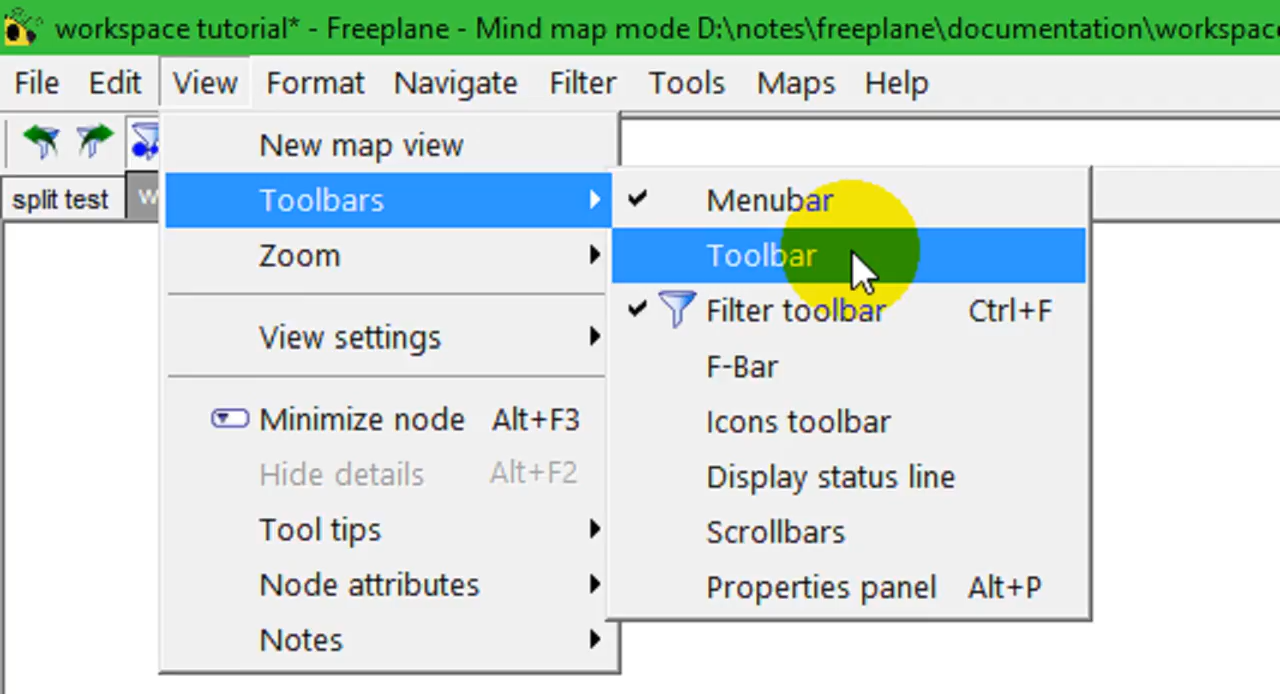 workspace tutorial* - Freeplane - Mind map mode D:\notes\freeplane\documentation\workspace
File Edit View Format Navigate Filter Tools Maps Help
split test w
New map view
Toolbars
Zoom
View settings
Minimize node Alt+F3
Hide details Alt+F2
Tool tips
Node attributes
Notes
Menubar
Toolbar
Filter toolbar Ctrl+F
F-Bar
Icons toolbar
Display status line
Scrollbars
Properties panel Alt+P